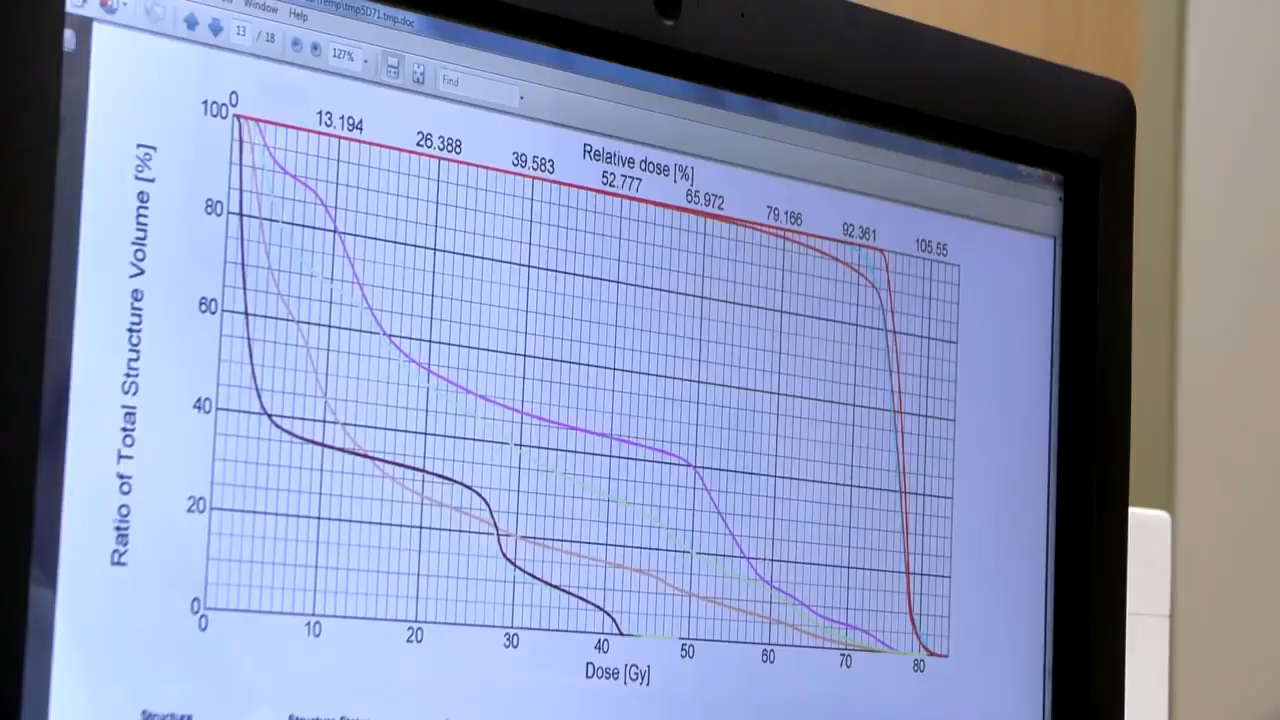 Temp\tmp5D71.tmp.doc
Window Help
13 / 18 127% Find
0
13.194
26.388
39.583
Relative dose [%]
52.777
65.972
79.166
92.361
105.55
Ratio of Total Structure Volume [%]
100
80
60
40
20
0
0 10 20 30 40 50 60 70 80
Dose [Gy]
Structure